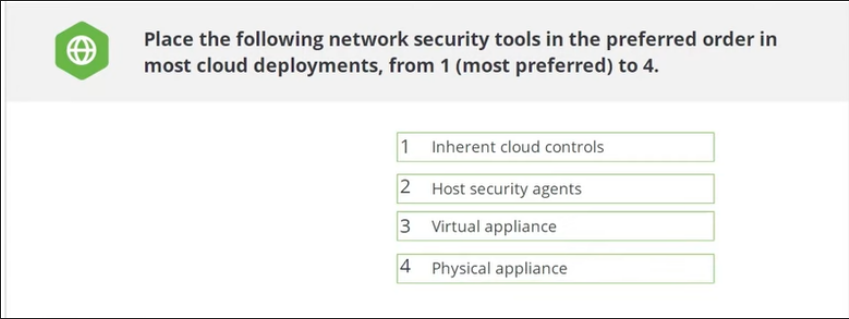 Place the following network security tools in the preferred order in
most cloud deployments, from 1 (most preferred) to 4.
1 Inherent cloud controls
2 Host security agents
3 Virtual appliance
4 Physical appliance